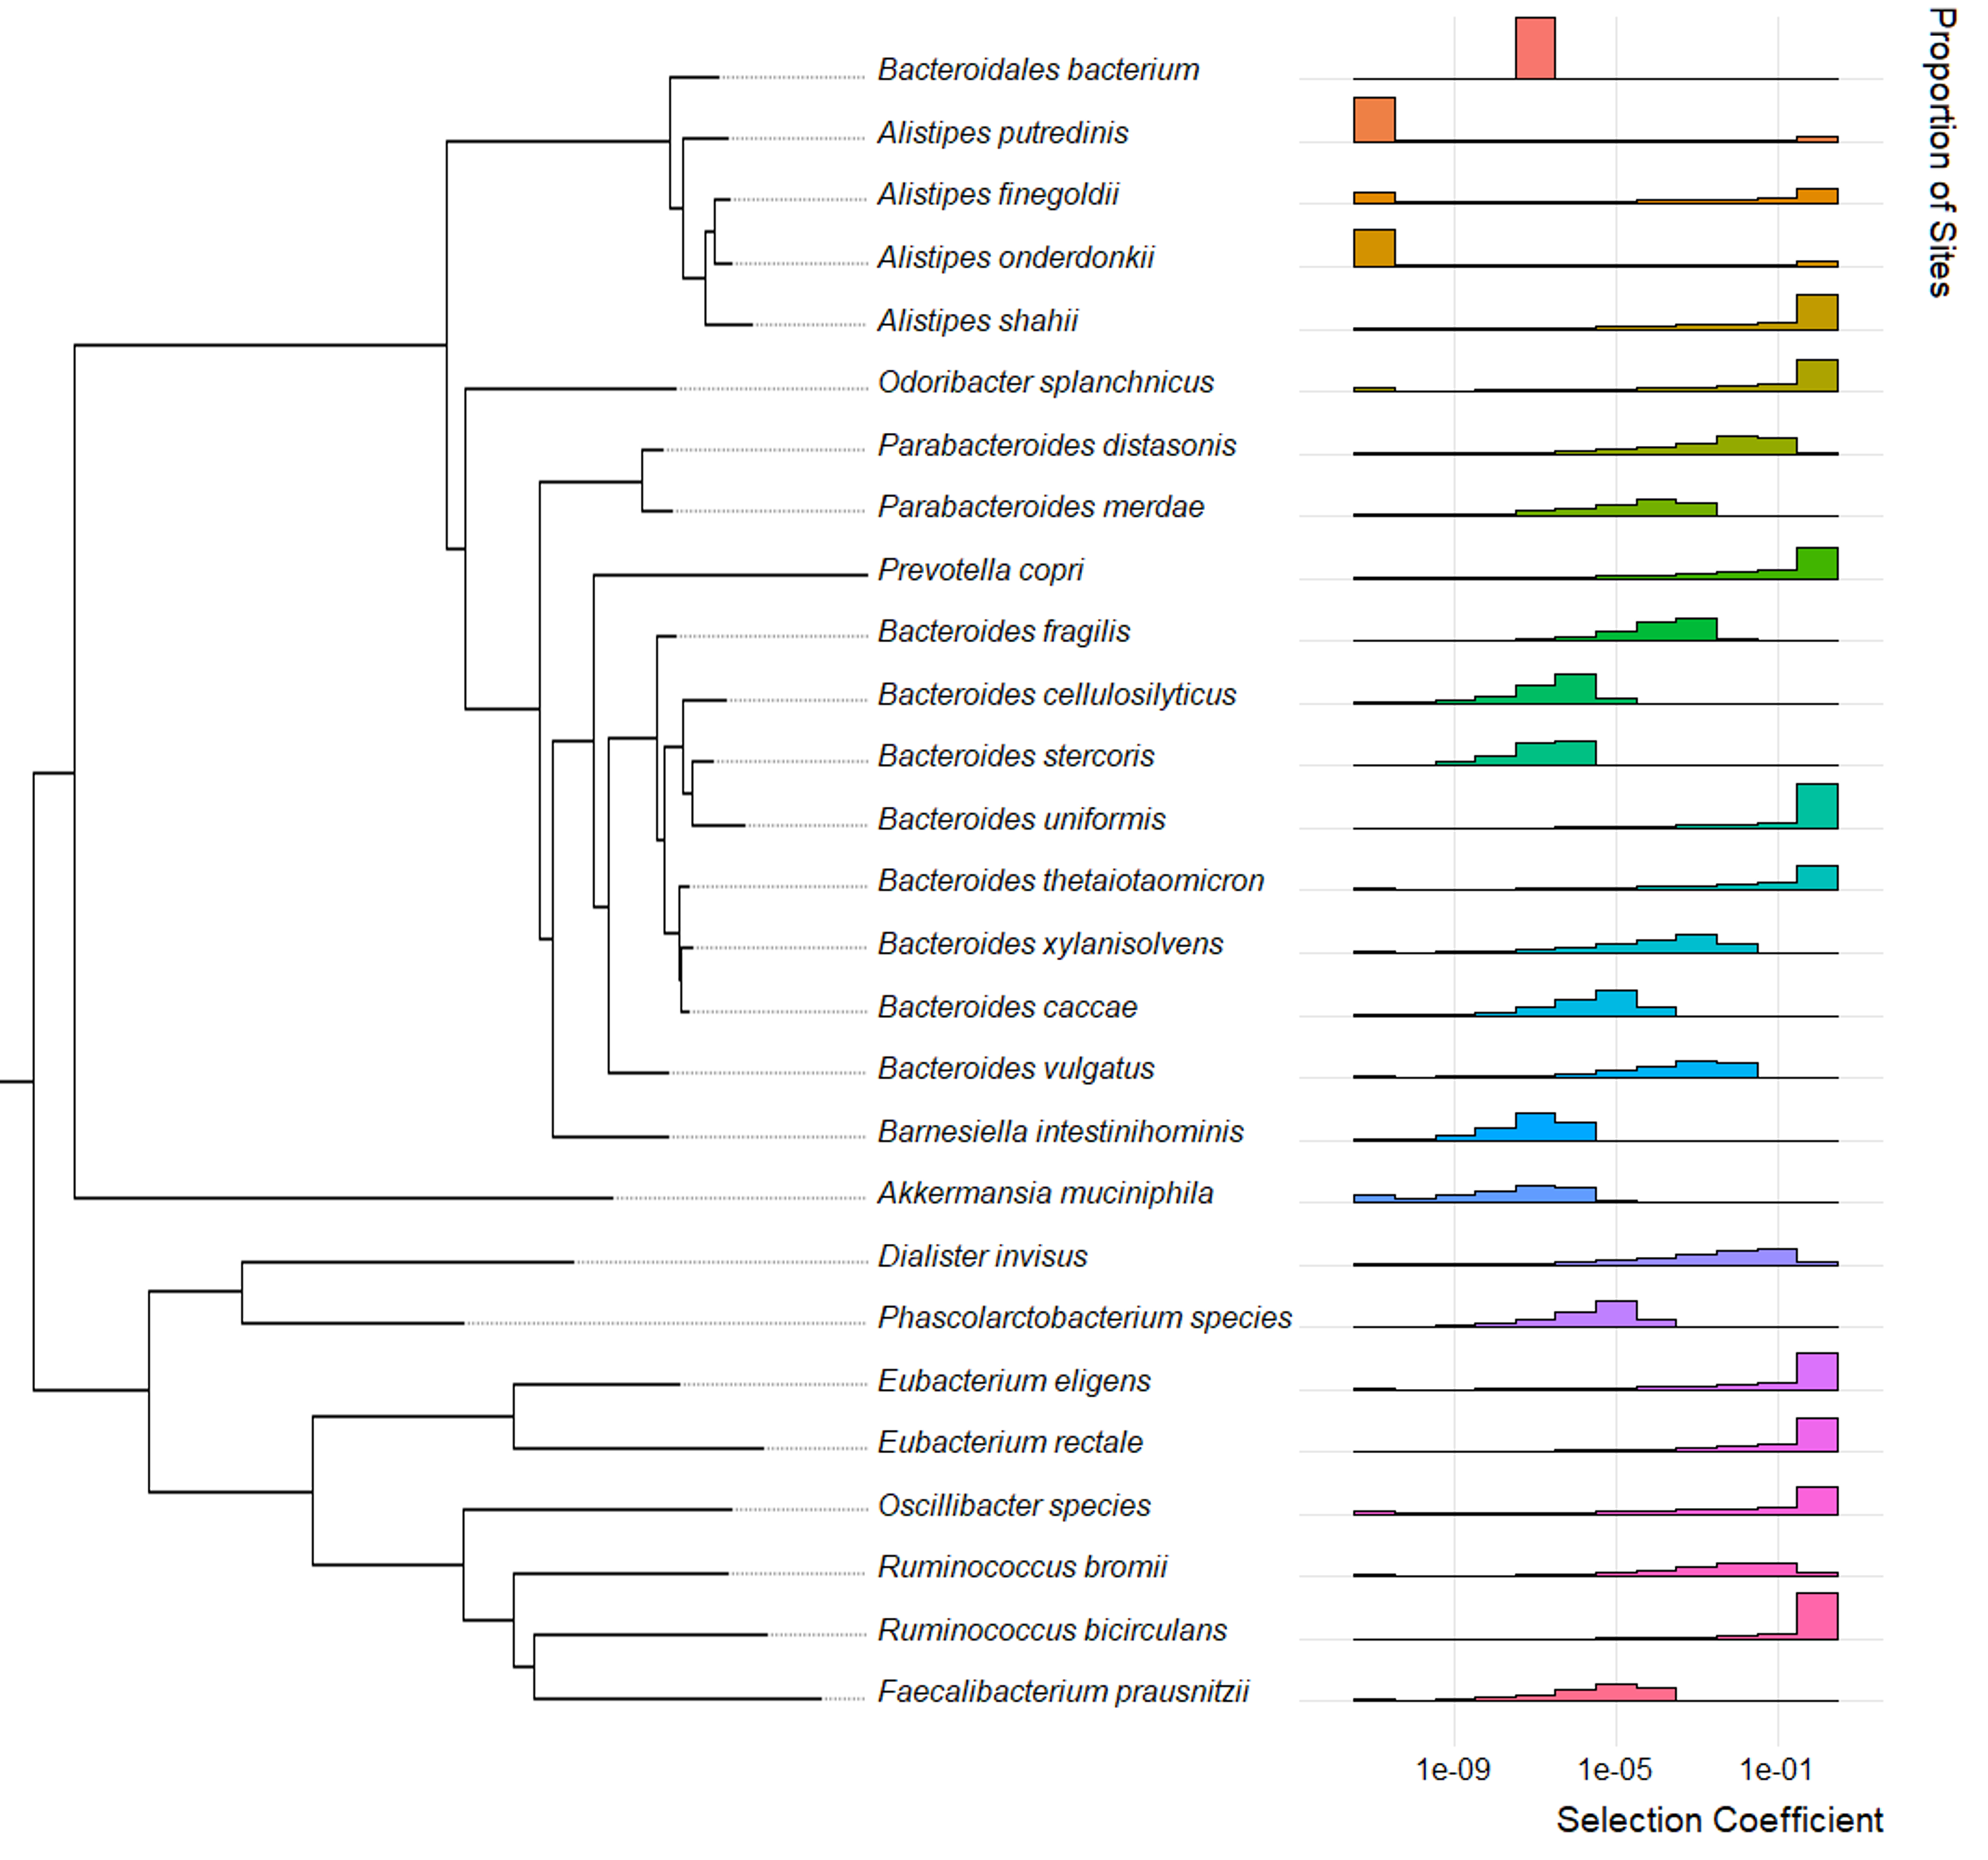 Proportion of Sites
Bacteroidales bacterium
Alistipes putredinis
Alistipes finegoldii
Alistipes onderdonkii
Alistipes shahii
Odoribacter splanchnicus
Parabacteroides distasonis
Parabacteroides merdae
Prevotella copri
Bacteroides fragilis
Bacteroides cellulosilyticus
Bacteroides stercoris
Bacteroides uniformis
Bacteroides thetaiotaomicron
Bacteroides xylanisolvens
Bacteroides caccae
Bacteroides vulgatus
Barnesiella intestinihominis
Akkermansia muciniphila
Dialister invisus
Phascolarctobacterium species
Eubacterium eligens
Eubacterium rectale
Oscillibacter species
Ruminococcus bromii
Ruminococcus bicirculans
Faecalibacterium prausnitzii
1e-09 1e-05 1e-01
Selection Coefficient